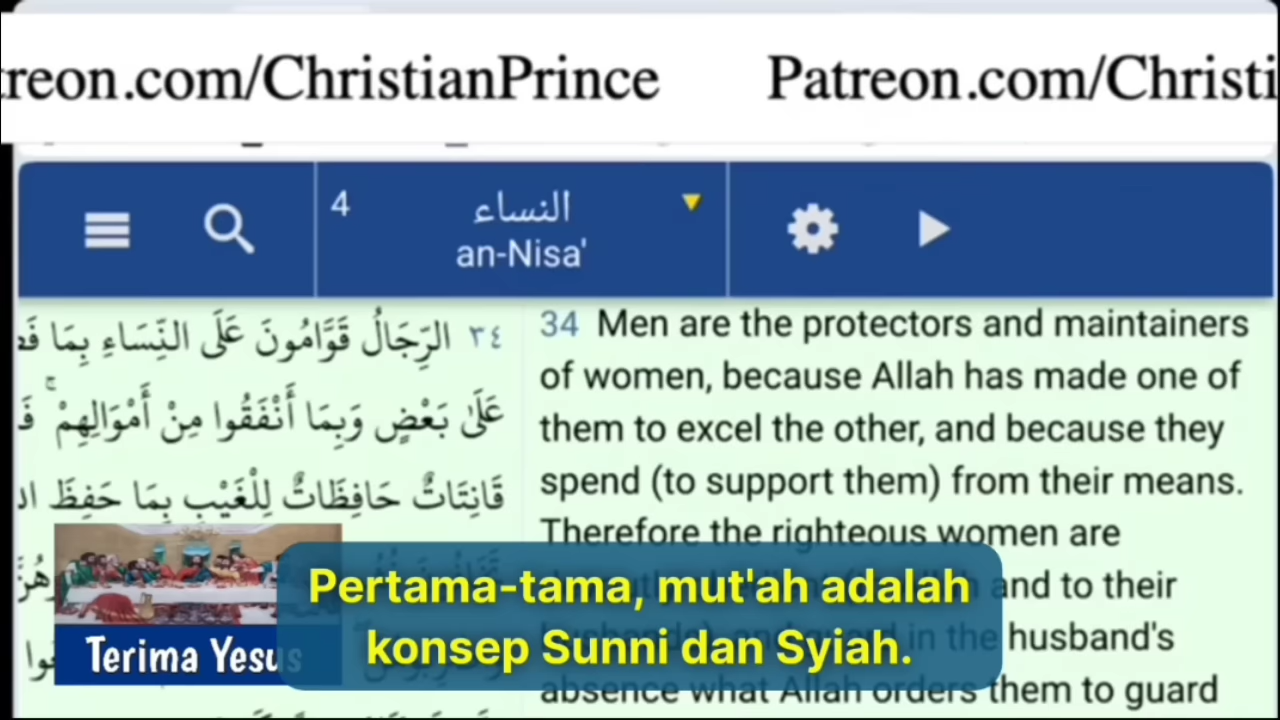 treon.com/ChristianPrince Patreon.com/Christi
4
النساء
an-Nisa'
٣٤ الرِّجَالُ قَوَّامُونَ عَلَى النِّسَاءِ بِمَا
عَلَىٰ بَعْضٍ وَبِمَا أَنْفَقُوا مِنْ أَمْوَالِهِمْ ۚ
قَانِتَاتٌ حَافِظَاتٌ لِلْغَيْبِ بِمَا حَفِظَ
34 Men are the protectors and maintainers
of women, because Allah has made one of
them to excel the other, and because they
spend (to support them) from their means.
Therefore the righteous women are
and to their
in the husband's
absence what Allah orders them to guard
Terima Yesus
Pertama-tama, mut'ah adalah
konsep Sunni dan Syiah.